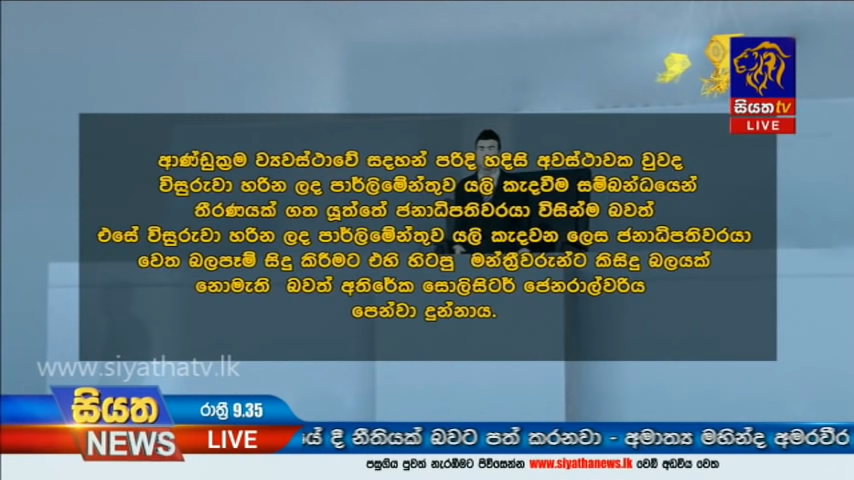 සියත tv
LIVE
ආණ්ඩුක්‍රම ව්‍යවස්ථාවේ සදහන් පරිදි හදිසි අවස්ථාවක වුවද
විසුරුවා හරින ලද පාර්ලිමේන්තුව යලි කැදවීම සම්බන්ධයෙන්
තීරණයක් ගත යුත්තේ ජනාධිපතිවරයා විසින්ම බවත්
එසේ විසුරුවා හරින ලද පාර්ලිමේන්තුව යලි කැදවන ලෙස ජනාධිපතිවරයා
වෙත බලපෑම් සිදු කිරීමට එහි හිටපු මන්ත්‍රීවරුන්ට කිසිදු බලයක්
නොමැති බවත් අතිරේක සොලිසිටර් ජෙනරාල්වරිය
පෙන්වා දුන්නාය.
www.siyathatv.lk
සියත
NEWS
රාත්‍රී 9.35
LIVE
යේ දී නීතියක් බවට පත් කරනවා - අමාත්‍ය මහින්ද අමරවීර
පසුගිය පුවත් නැරඹීමට පිවිසෙන්න www.siyathanews.lk වෙබ් අඩවිය වෙත